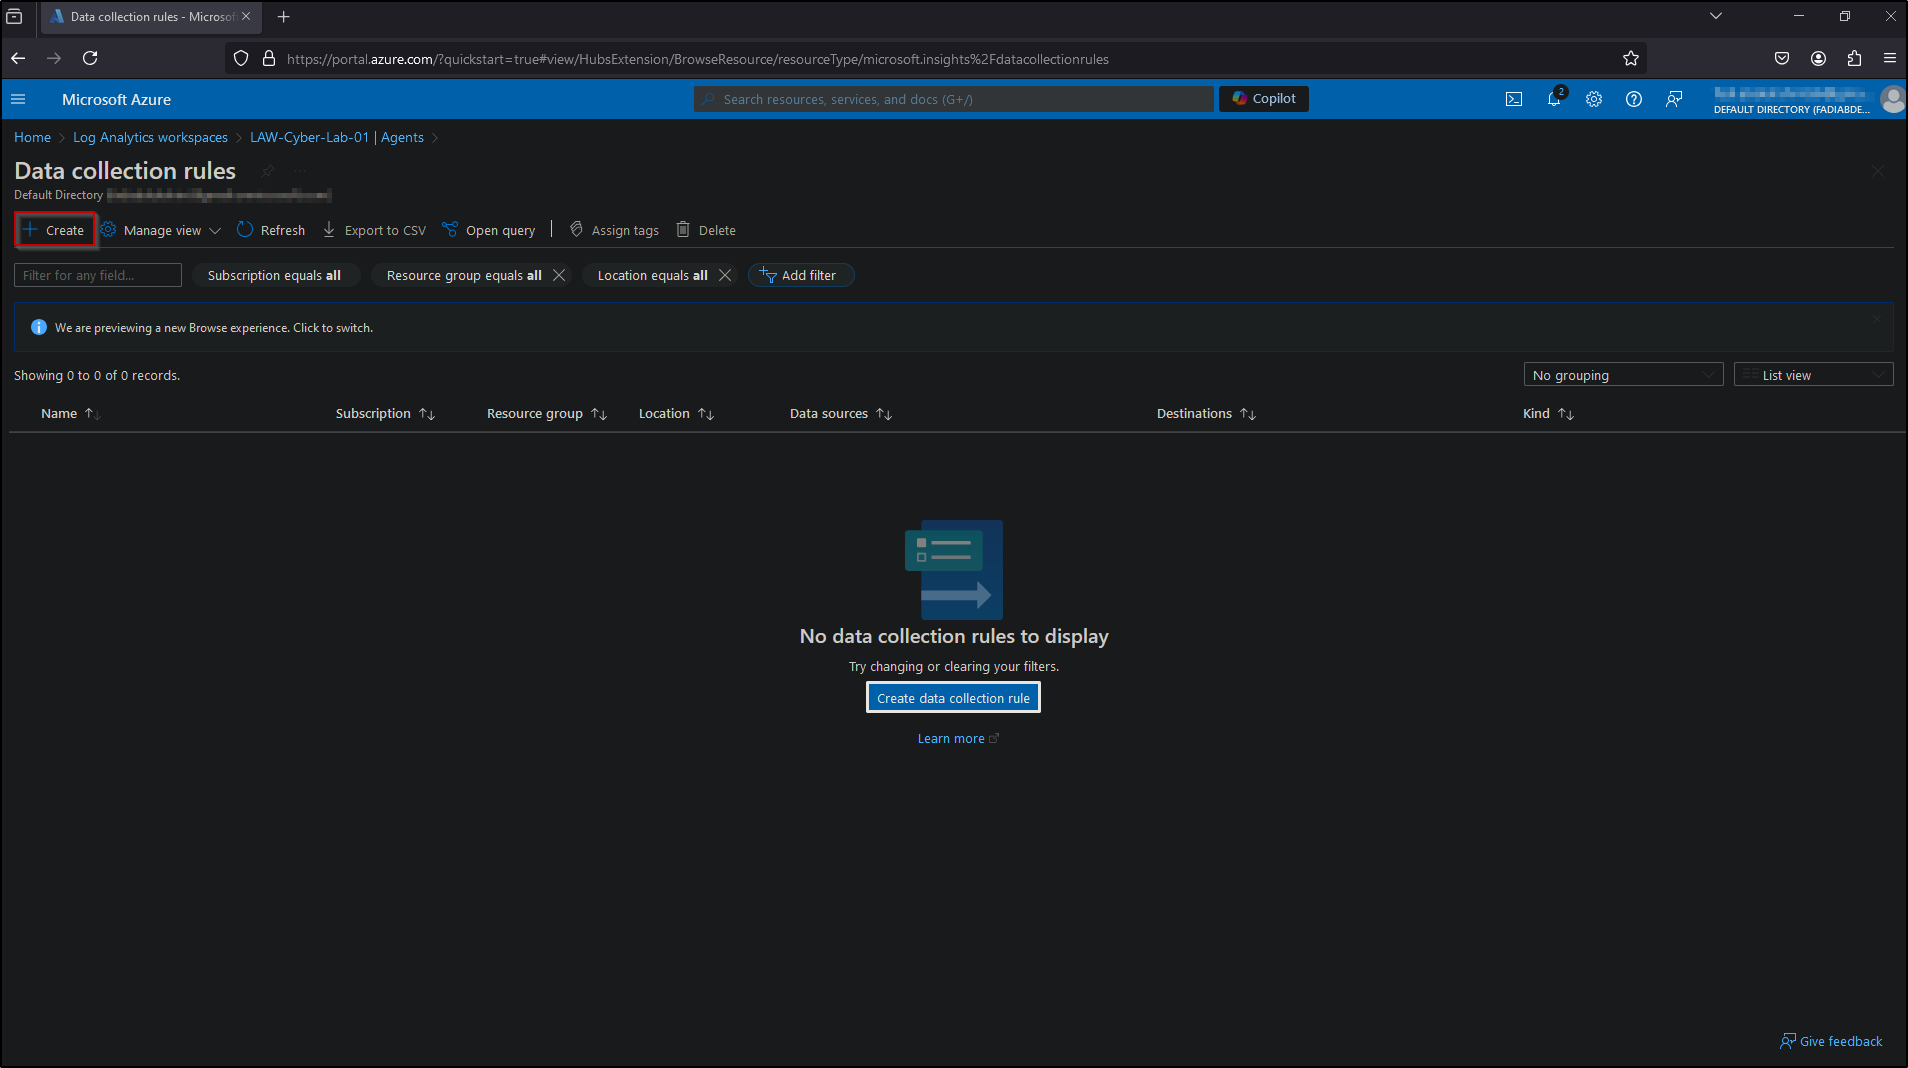 Data collection rules - Microsof
https://portal.azure.com/?quickstart=true#view/HubsExtension/BrowseResource/resourceType/microsoft.insights%2Fdatacollectionrules
Microsoft Azure
Search resources, services, and docs (G+/)
Copilot
2
DEFAULT DIRECTORY (FADIABDE...
Home > Log Analytics workspaces > LAW-Cyber-Lab-01 | Agents >
Data collection rules
Default Directory
Create
Manage view
Refresh
Export to CSV
Open query
Assign tags
Delete
Filter for any field...
Subscription equals all
Resource group equals all
Location equals all
Add filter
We are previewing a new Browse experience. Click to switch.
Showing 0 to 0 of 0 records.
No grouping
List view
Name
Subscription
Resource group
Location
Data sources
Destinations
Kind
No data collection rules to display
Try changing or clearing your filters.
Create data collection rule
Learn more
Give feedback